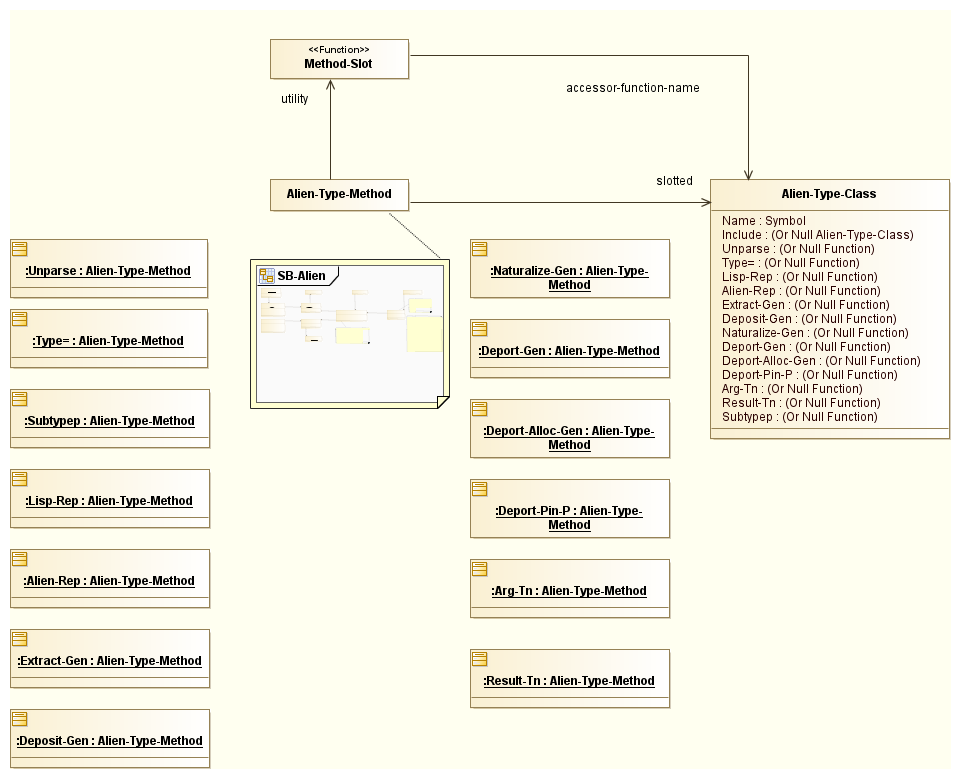 <<Function>>
Method-Slot
utility
accessor-function-name
Alien-Type-Method
slotted
Alien-Type-Class
Name : Symbol
Include : (Or Null Alien-Type-Class)
Unparse : (Or Null Function)
Type= : (Or Null Function)
Lisp-Rep : (Or Null Function)
Alien-Rep : (Or Null Function)
Extract-Gen : (Or Null Function)
Deposit-Gen : (Or Null Function)
Naturalize-Gen : (Or Null Function)
Deport-Gen : (Or Null Function)
Deport-Alloc-Gen : (Or Null Function)
Deport-Pin-P : (Or Null Function)
Arg-Tn : (Or Null Function)
Result-Tn : (Or Null Function)
Subtypep : (Or Null Function)
SB-Alien
:Unparse : Alien-Type-Method
:Type= : Alien-Type-Method
:Subtypep : Alien-Type-Method
:Lisp-Rep : Alien-Type-Method
:Alien-Rep : Alien-Type-Method
:Extract-Gen : Alien-Type-Method
:Deposit-Gen : Alien-Type-Method
:Naturalize-Gen : Alien-Type-
Method
:Deport-Gen : Alien-Type-Method
:Deport-Alloc-Gen : Alien-Type-
Method
:Deport-Pin-P : Alien-Type-
Method
:Arg-Tn : Alien-Type-Method
:Result-Tn : Alien-Type-Method